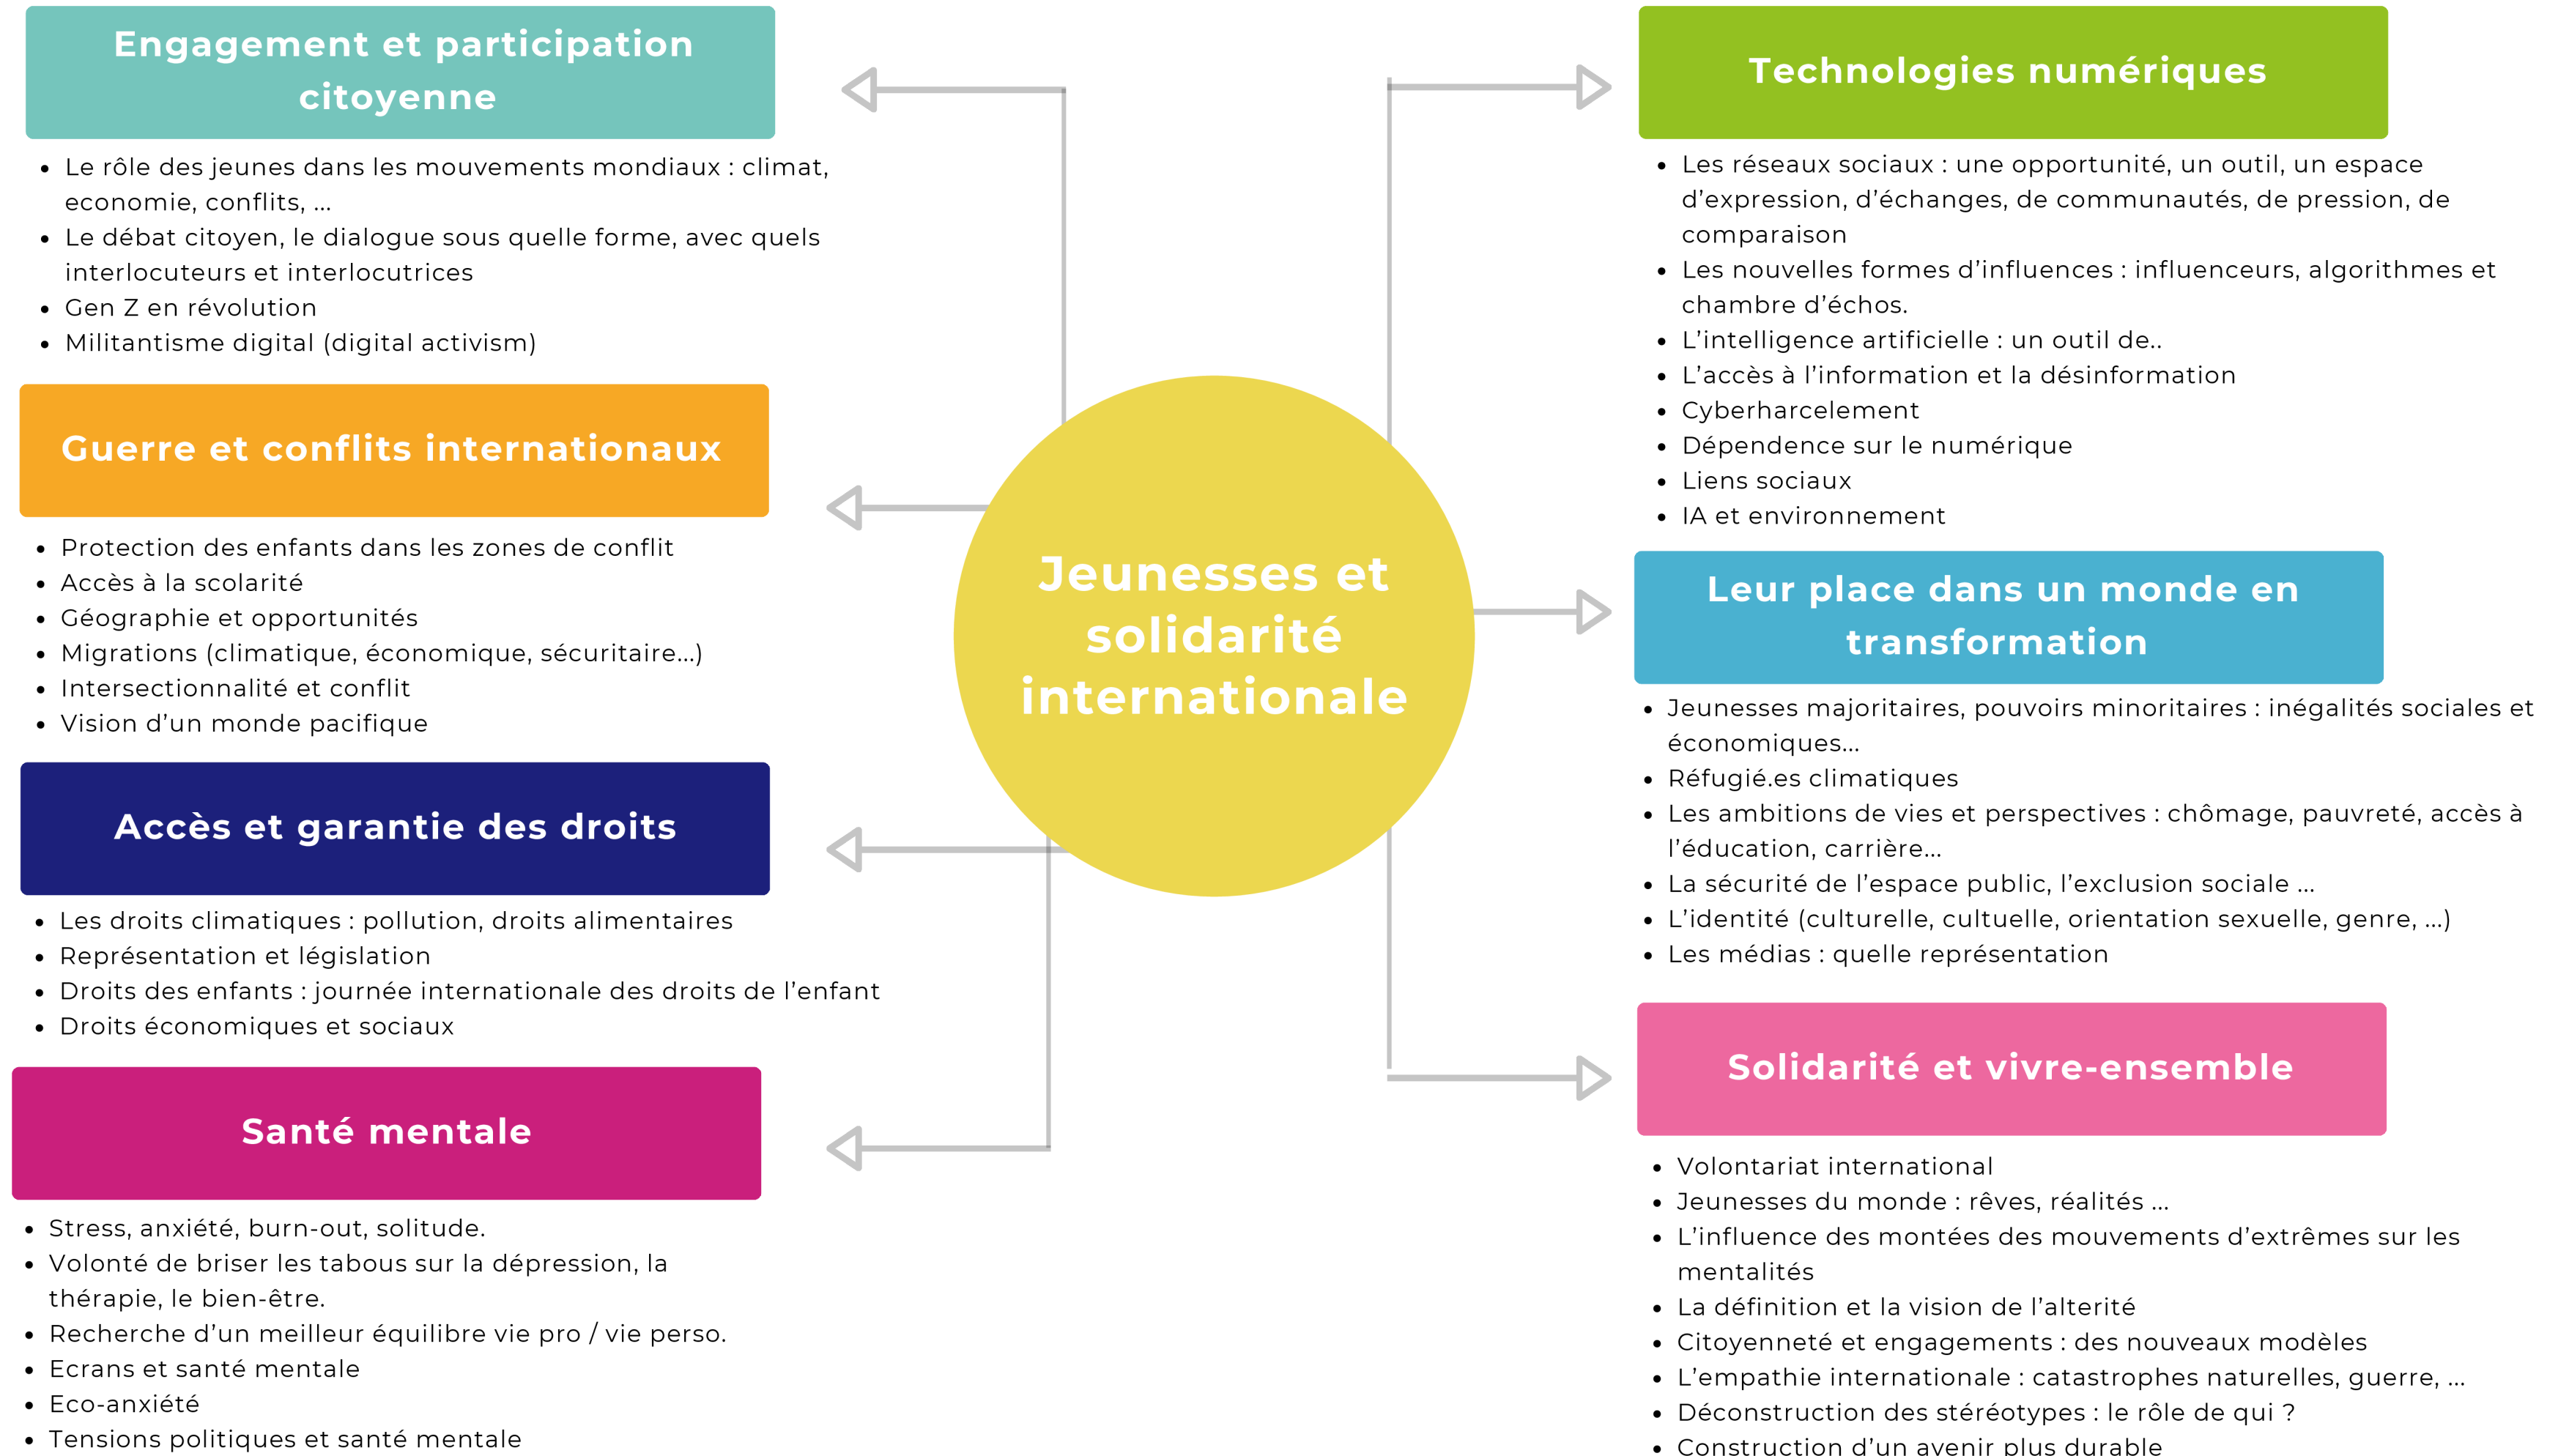 Engagement et participation
citoyenne
• Le rôle des jeunes dans les mouvements mondiaux : climat,
economie, conflits, ...
• Le débat citoyen, le dialogue sous quelle forme, avec quels
interlocuteurs et interlocutrices
• Gen Z en révolution
• Militantisme digital (digital activism)
Guerre et conflits internationaux
• Protection des enfants dans les zones de conflit
• Accès à la scolarité
• Géographie et opportunités
• Migrations (climatique, économique, sécuritaire...)
• Intersectionnalité et conflit
• Vision d’un monde pacifique
Accès et garantie des droits
• Les droits climatiques : pollution, droits alimentaires
• Représentation et législation
• Droits des enfants : journée internationale des droits de l’enfant
• Droits économiques et sociaux
Santé mentale
• Stress, anxiété, burn-out, solitude.
• Volonté de briser les tabous sur la dépression, la
thérapie, le bien-être.
• Recherche d’un meilleur équilibre vie pro / vie perso.
• Ecrans et santé mentale
• Eco-anxiété
• Tensions politiques et santé mentale
Jeunesses et
solidarité
internationale
Technologies numériques
• Les réseaux sociaux : une opportunité, un outil, un espace
d’expression, d’échanges, de communautés, de pression, de
comparaison
• Les nouvelles formes d’influences : influenceurs, algorithmes et
chambre d’échos.
• L’intelligence artificielle : un outil de..
• L’accès à l’information et la désinformation
• Cyberharcelement
• Dépendence sur le numérique
• Liens sociaux
• IA et environnement
Leur place dans un monde en
transformation
• Jeunesses majoritaires, pouvoirs minoritaires : inégalités sociales et
économiques...
• Réfugié.es climatiques
• Les ambitions de vies et perspectives : chômage, pauvreté, accès à
l’éducation, carrière...
• La sécurité de l’espace public, l’exclusion sociale ...
• L’identité (culturelle, cultuelle, orientation sexuelle, genre, ...)
• Les médias : quelle représentation
Solidarité et vivre-ensemble
• Volontariat international
• Jeunesses du monde : rêves, réalités ...
• L’influence des montées des mouvements d’extrêmes sur les
mentalités
• La définition et la vision de l’alterité
• Citoyenneté et engagements : des nouveaux modèles
• L’empathie internationale : catastrophes naturelles, guerre, ...
• Déconstruction des stéréotypes : le rôle de qui ?
• Construction d’un avenir plus durable